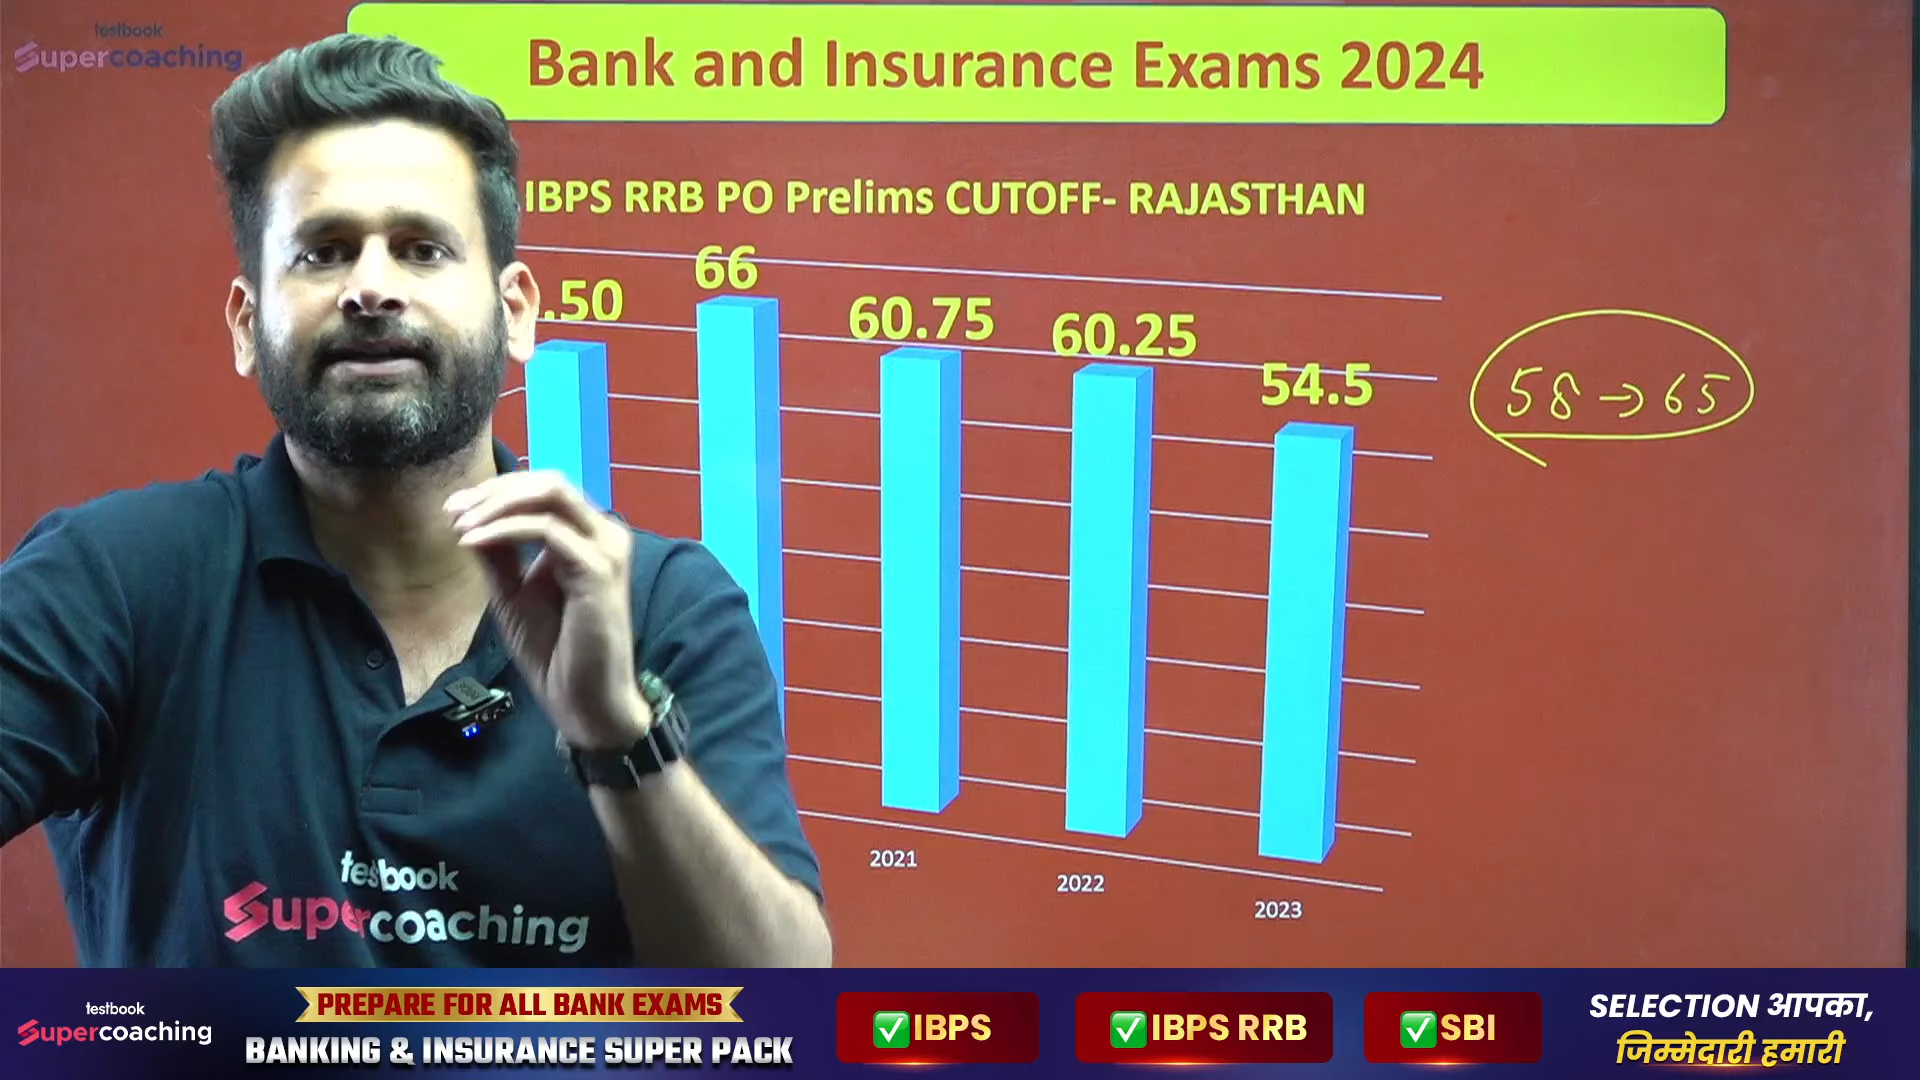 testbook
Supercoaching
Bank and Insurance Exams 2024
IBPS RRB PO Prelims CUTOFF- RAJASTHAN
.50
66
60.75
60.25
54.5
58 → 65
2021
2022
2023
testbook
Supercoaching
testbook
Supercoaching
PREPARE FOR ALL BANK EXAMS
BANKING & INSURANCE SUPER PACK
✅IBPS
✅IBPS RRB
✅SBI
SELECTION आपका,
जिम्मेदारी हमारी